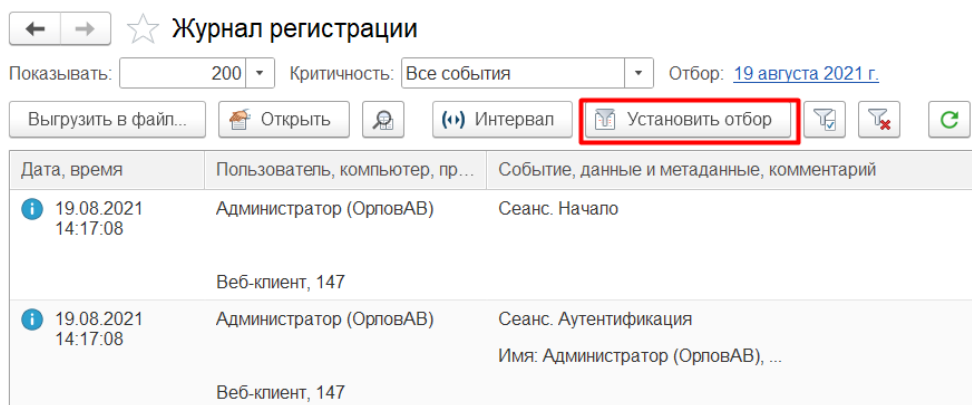 Журнал регистрации
Показывать: 200 Критичность: Все события Отбор: 19 августа 2021 г.
Выгрузить в файл... Открыть Интервал Установить отбор
Дата, время Пользователь, компьютер, пр... Событие, данные и метаданные, комментарий
19.08.2021 Администратор (ОрловАВ) Сеанс. Начало
14:17:08
Веб-клиент, 147
19.08.2021 Администратор (ОрловАВ) Сеанс. Аутентификация
14:17:08
Имя: Администратор (ОрловАВ), ...
Веб-клиент, 147